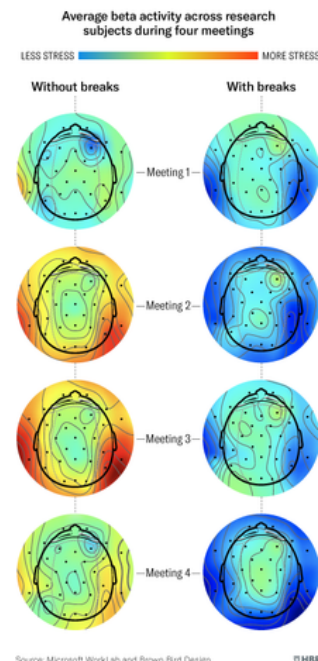 Average beta activity across research
subjects during four meetings
LESS STRESS MORE STRESS
Without breaks With breaks
Meeting 1
Meeting 2
Meeting 3
Meeting 4
Source: Microsoft WorkLab and Brown Bird Design HBR